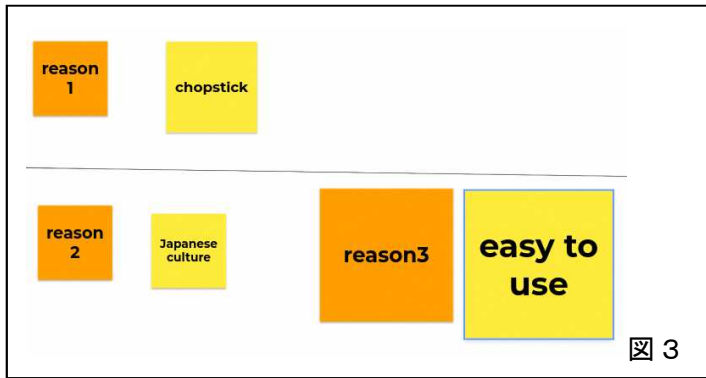 reason
1
chopstick
reason
2
Japanese
culture
reason3
easy to
use
図3